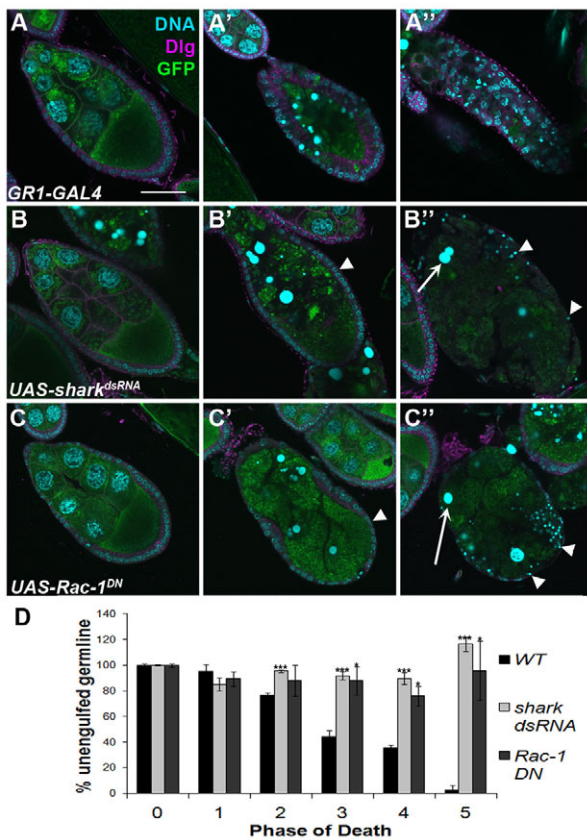 A
DNA
Dlg
GFP
GR1-GAL4
A'
A''
B
UAS-shark^dsRNA
B'
B''
C
UAS-Rac-1^DN
C'
C''
D
% unengulfed germline
140
120
100
80
60
40
20
0
***
*** *
*** *
*** *
0 1 2 3 4 5
Phase of Death
WT
shark
dsRNA
Rac-1
DN